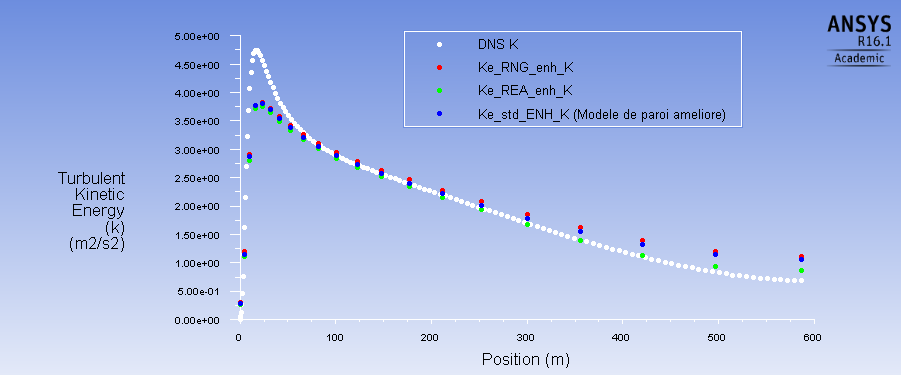 ANSYS
R16.1
Academic
DNS K
Ke_RNG_enh_K
Ke_REA_enh_K
Ke_std_ENH_K (Modele de paroi ameliore)
5.00e+00
4.50e+00
4.00e+00
3.50e+00
3.00e+00
2.50e+00
2.00e+00
1.50e+00
1.00e+00
5.00e-01
0.00e+00
Turbulent
Kinetic
Energy
(k)
(m2/s2)
0 100 200 300 400 500 600
Position (m)